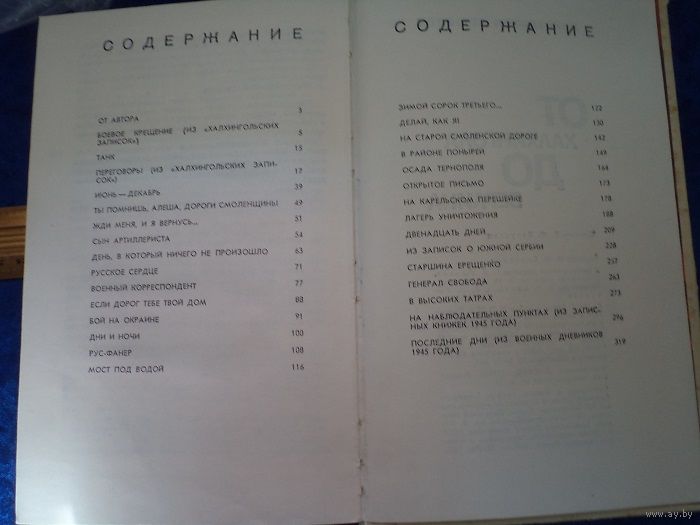 СОДЕРЖАНИЕ
ОТ АВТОРА 3
БОЕВОЕ КРЕЩЕНИЕ (ИЗ «ХАЛХИНГОЛЬСКИХ
ЗАПИСОК») 5
ТАНК 15
ПЕРЕГОВОРЫ (ИЗ «ХАЛХИНГОЛЬСКИХ ЗАПИ-
СОК») 17
ИЮНЬ—ДЕКАБРЬ 39
ТЫ ПОМНИШЬ, АЛЕША, ДОРОГИ СМОЛЕНЩИНЫ 49
ЖДИ МЕНЯ, И Я ВЕРНУСЬ... 51
СЫН АРТИЛЛЕРИСТА 54
ДЕНЬ, В КОТОРЫЙ НИЧЕГО НЕ ПРОИЗОШЛО 63
РУССКОЕ СЕРДЦЕ 71
ВОЕННЫЙ КОРРЕСПОНДЕНТ 77
ЕСЛИ ДОРОГ ТЕБЕ ТВОЙ ДОМ 88
БОЙ НА ОКРАИНЕ 91
ДНИ И НОЧИ 100
РУС-ФАНЕР 108
МОСТ ПОД ВОДОЙ 116
СОДЕРЖАНИЕ
ЗИМОЙ СОРОК ТРЕТЬЕГО... 122
ДЕЛАЙ, КАК Я! 130
НА СТАРОЙ СМОЛЕНСКОЙ ДОРОГЕ 142
В РАЙОНЕ ПОНЫРЕЙ 149
ОСАДА ТЕРНОПОЛЯ 164
ОТКРЫТОЕ ПИСЬМО 173
НА КАРЕЛЬСКОМ ПЕРЕШЕЙКЕ 178
ЛАГЕРЬ УНИЧТОЖЕНИЯ 188
ДВЕНАДЦАТЬ ДНЕЙ 209
ИЗ ЗАПИСОК О ЮЖНОЙ СЕРБИИ 228
СТАРШИНА ЕРЕЩЕНКО 257
ГЕНЕРАЛ СВОБОДА 263
В ВЫСОКИХ ТАТРАХ 273
НА НАБЛЮДАТЕЛЬНЫХ ПУНКТАХ (ИЗ ЗАПИС-
НЫХ КНИЖЕК 1945 ГОДА) 296
ПОСЛЕДНИЕ ДНИ (ИЗ ВОЕННЫХ ДНЕВНИКОВ
1945 ГОДА) 319
www.ay.by